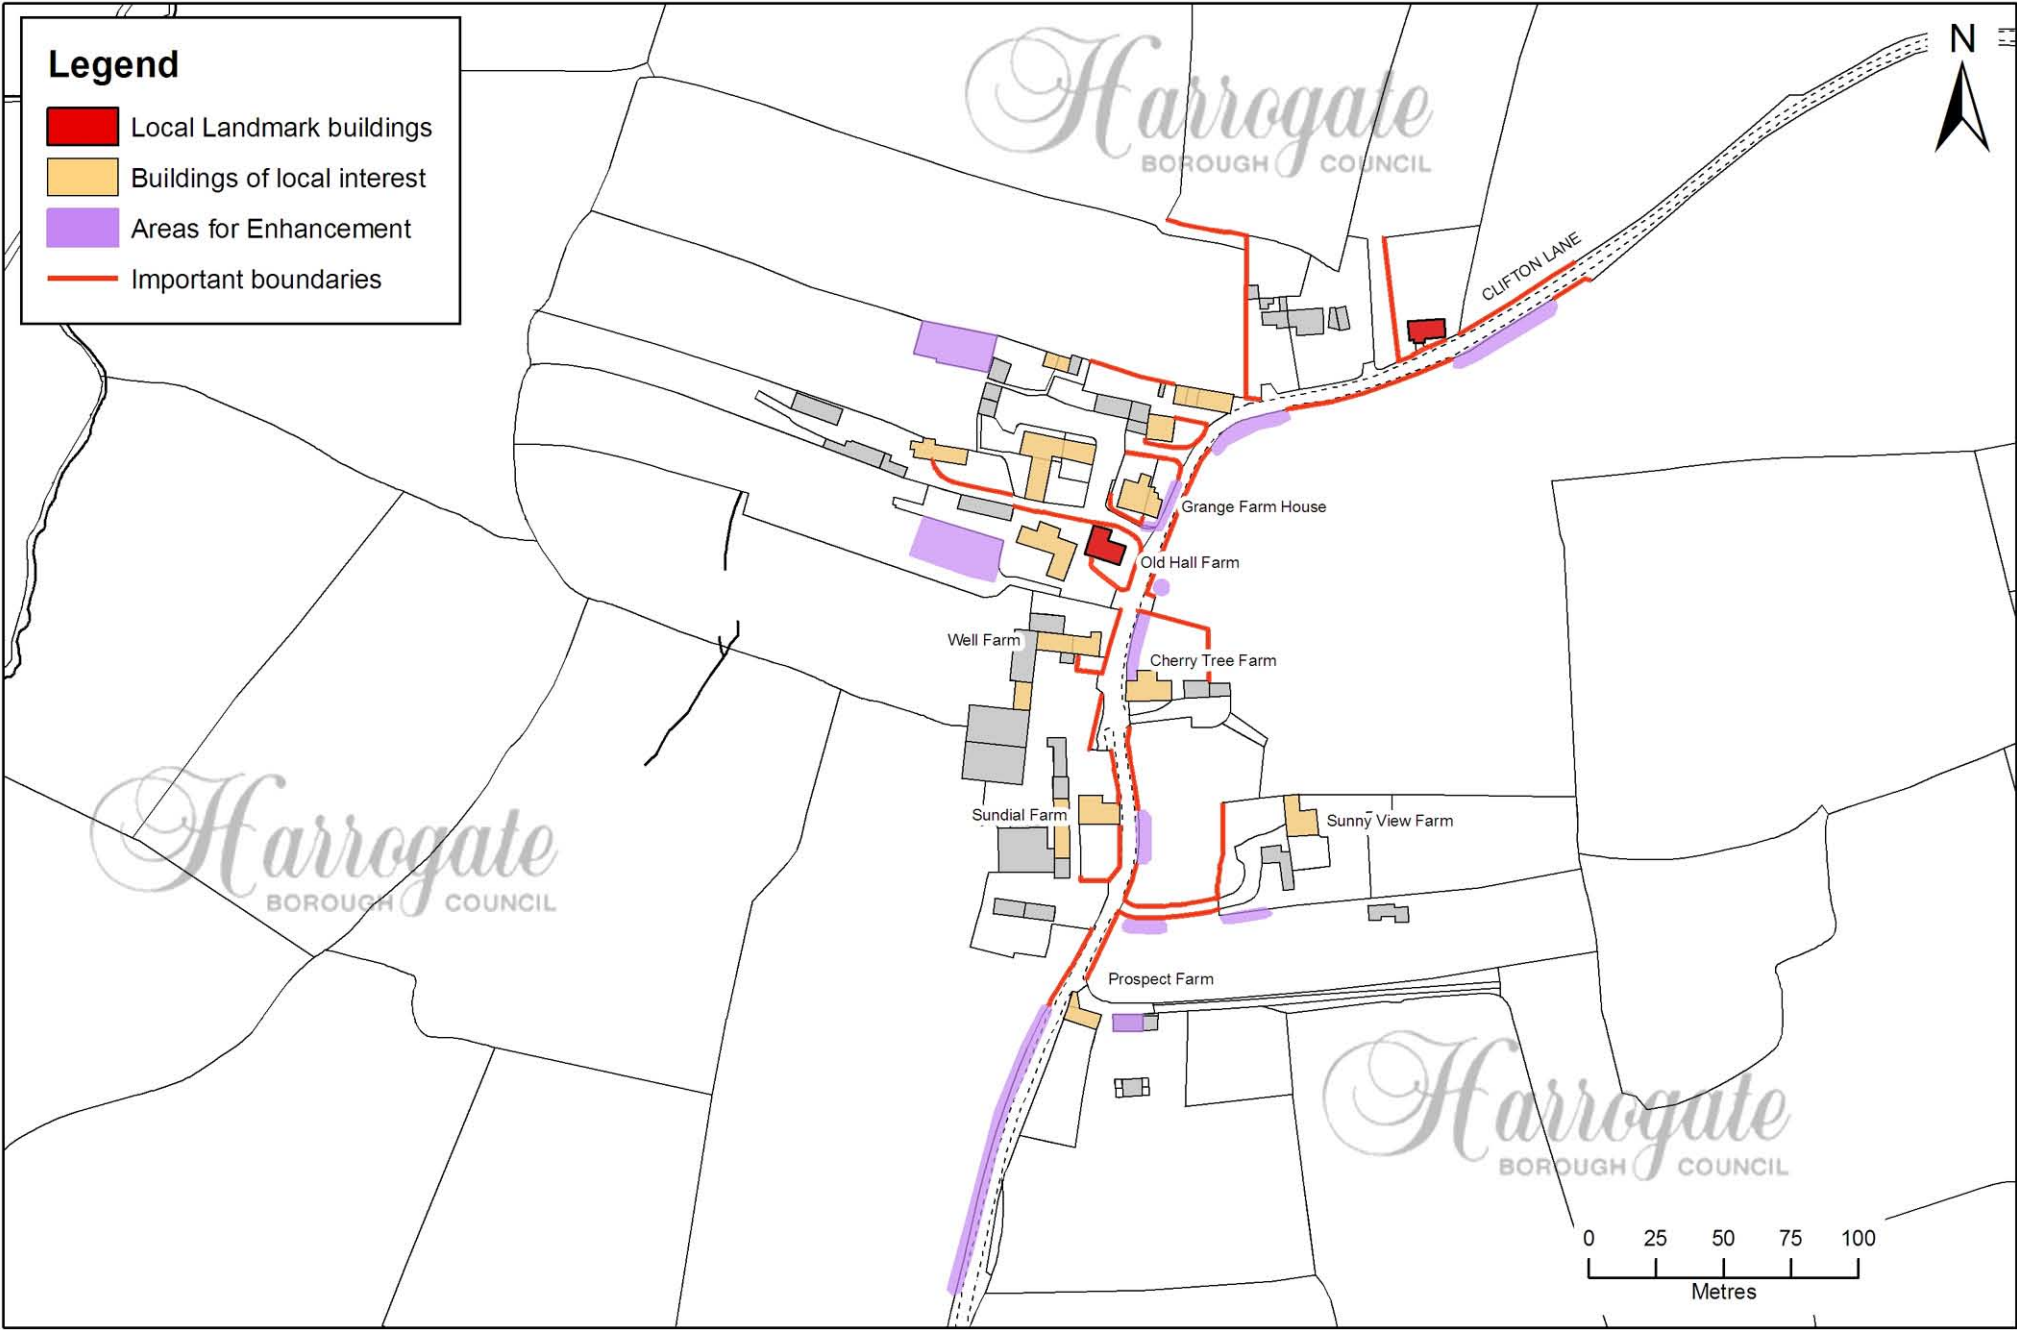 Legend
Local Landmark buildings
Buildings of local interest
Areas for Enhancement
Important boundaries
Harrogate
BOROUGH COUNCIL
N
CLIFTON LANE
Grange Farm House
Old Hall Farm
Well Farm
Cherry Tree Farm
Sundial Farm
Sunny View Farm
Harrogate
BOROUGH COUNCIL
Prospect Farm
Harrogate
BOROUGH COUNCIL
0 25 50 75 100
Metres